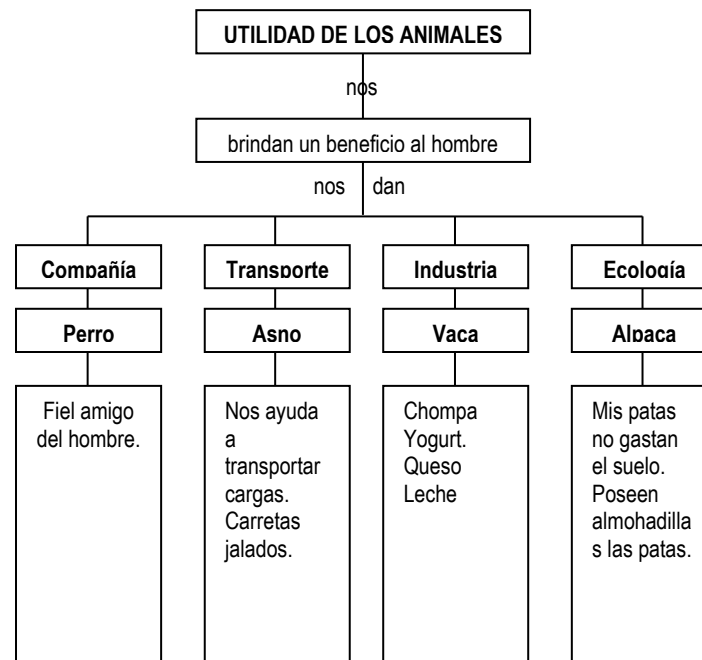 UTILIDAD DE LOS ANIMALES
nos
brindan un beneficio al hombre
nos dan
Compañía
Transporte
Industria
Ecología
Perro
Asno
Vaca
Alpaca
Fiel amigo
del hombre.
Nos ayuda
a
transportar
cargas.
Carretas
jalados.
Chompa
Yogurt.
Queso
Leche
Mis patas
no gastan
el suelo.
Poseen
almohadilla
s las patas.